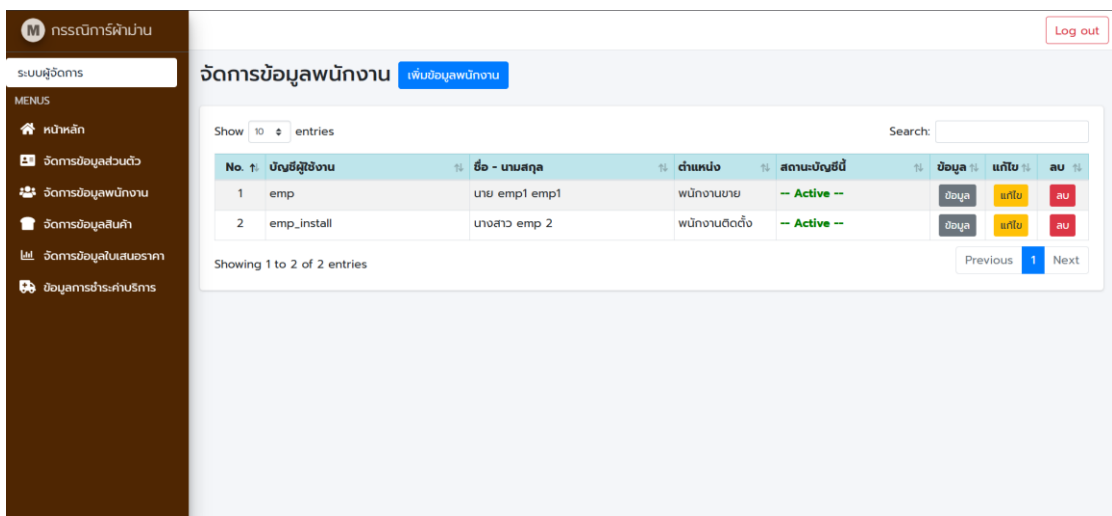 M กรรณิการ์ผ้าม่าน
Log out
ระบบผู้จัดการ
MENUS
หน้าหลัก
จัดการข้อมูลส่วนตัว
จัดการข้อมูลพนักงาน
จัดการข้อมูลสินค้า
จัดการข้อมูลใบเสนอราคา
ข้อมูลการชำระค่าบริการ
จัดการข้อมูลพนักงาน เพิ่มข้อมูลพนักงาน
Show 10 entries Search:
No. บัญชีผู้ใช้งาน ชื่อ - นามสกุล ตำแหน่ง สถานะบัญชีนี้ ข้อมูล แก้ไข ลบ
1 emp นาย emp1 emp1 พนักงานขาย -- Active -- ข้อมูล แก้ไข ลบ
2 emp_install นางสาว emp 2 พนักงานติดตั้ง -- Active -- ข้อมูล แก้ไข ลบ
Showing 1 to 2 of 2 entries Previous 1 Next